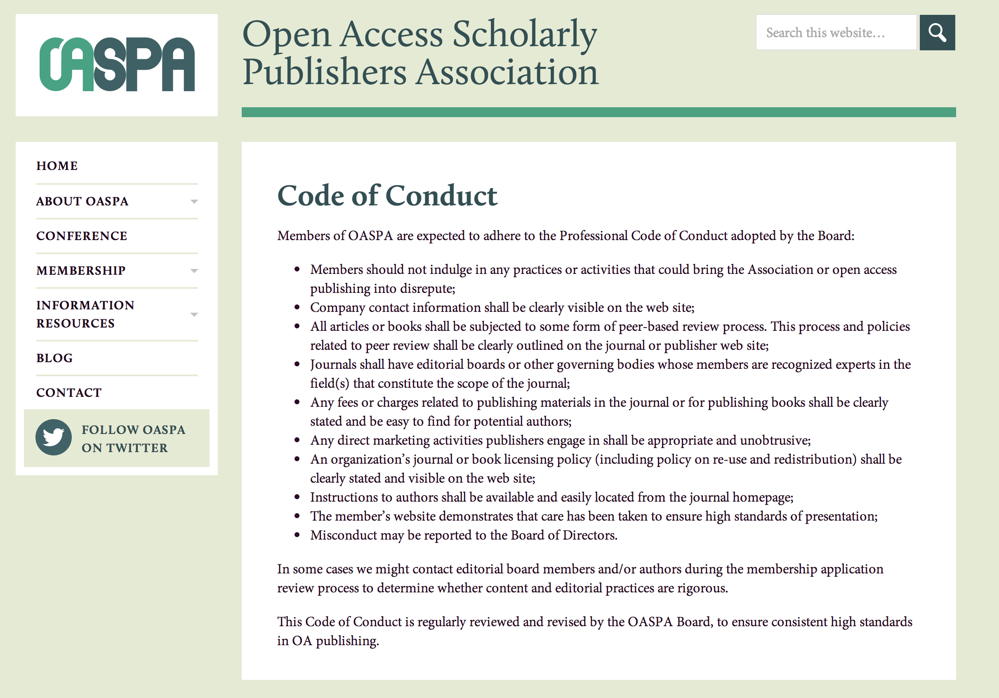 OASPA
Open Access Scholarly
Publishers Association
Search this website…
HOME
ABOUT OASPA
CONFERENCE
MEMBERSHIP
INFORMATION
RESOURCES
BLOG
CONTACT
FOLLOW OASPA
ON TWITTER
Code of Conduct
Members of OASPA are expected to adhere to the Professional Code of Conduct adopted by the Board:
• Members should not indulge in any practices or activities that could bring the Association or open access
publishing into disrepute;
• Company contact information shall be clearly visible on the web site;
• All articles or books shall be subjected to some form of peer-based review process. This process and policies
related to peer review shall be clearly outlined on the journal or publisher web site;
• Journals shall have editorial boards or other governing bodies whose members are recognized experts in the
field(s) that constitute the scope of the journal;
• Any fees or charges related to publishing materials in the journal or for publishing books shall be clearly
stated and be easy to find for potential authors;
• Any direct marketing activities publishers engage in shall be appropriate and unobtrusive;
• An organization’s journal or book licensing policy (including policy on re-use and redistribution) shall be
clearly stated and visible on the web site;
• Instructions to authors shall be available and easily located from the journal homepage;
• The member’s website demonstrates that care has been taken to ensure high standards of presentation;
• Misconduct may be reported to the Board of Directors.
In some cases we might contact editorial board members and/or authors during the membership application
review process to determine whether content and editorial practices are rigorous.
This Code of Conduct is regularly reviewed and revised by the OASPA Board, to ensure consistent high standards
in OA publishing.